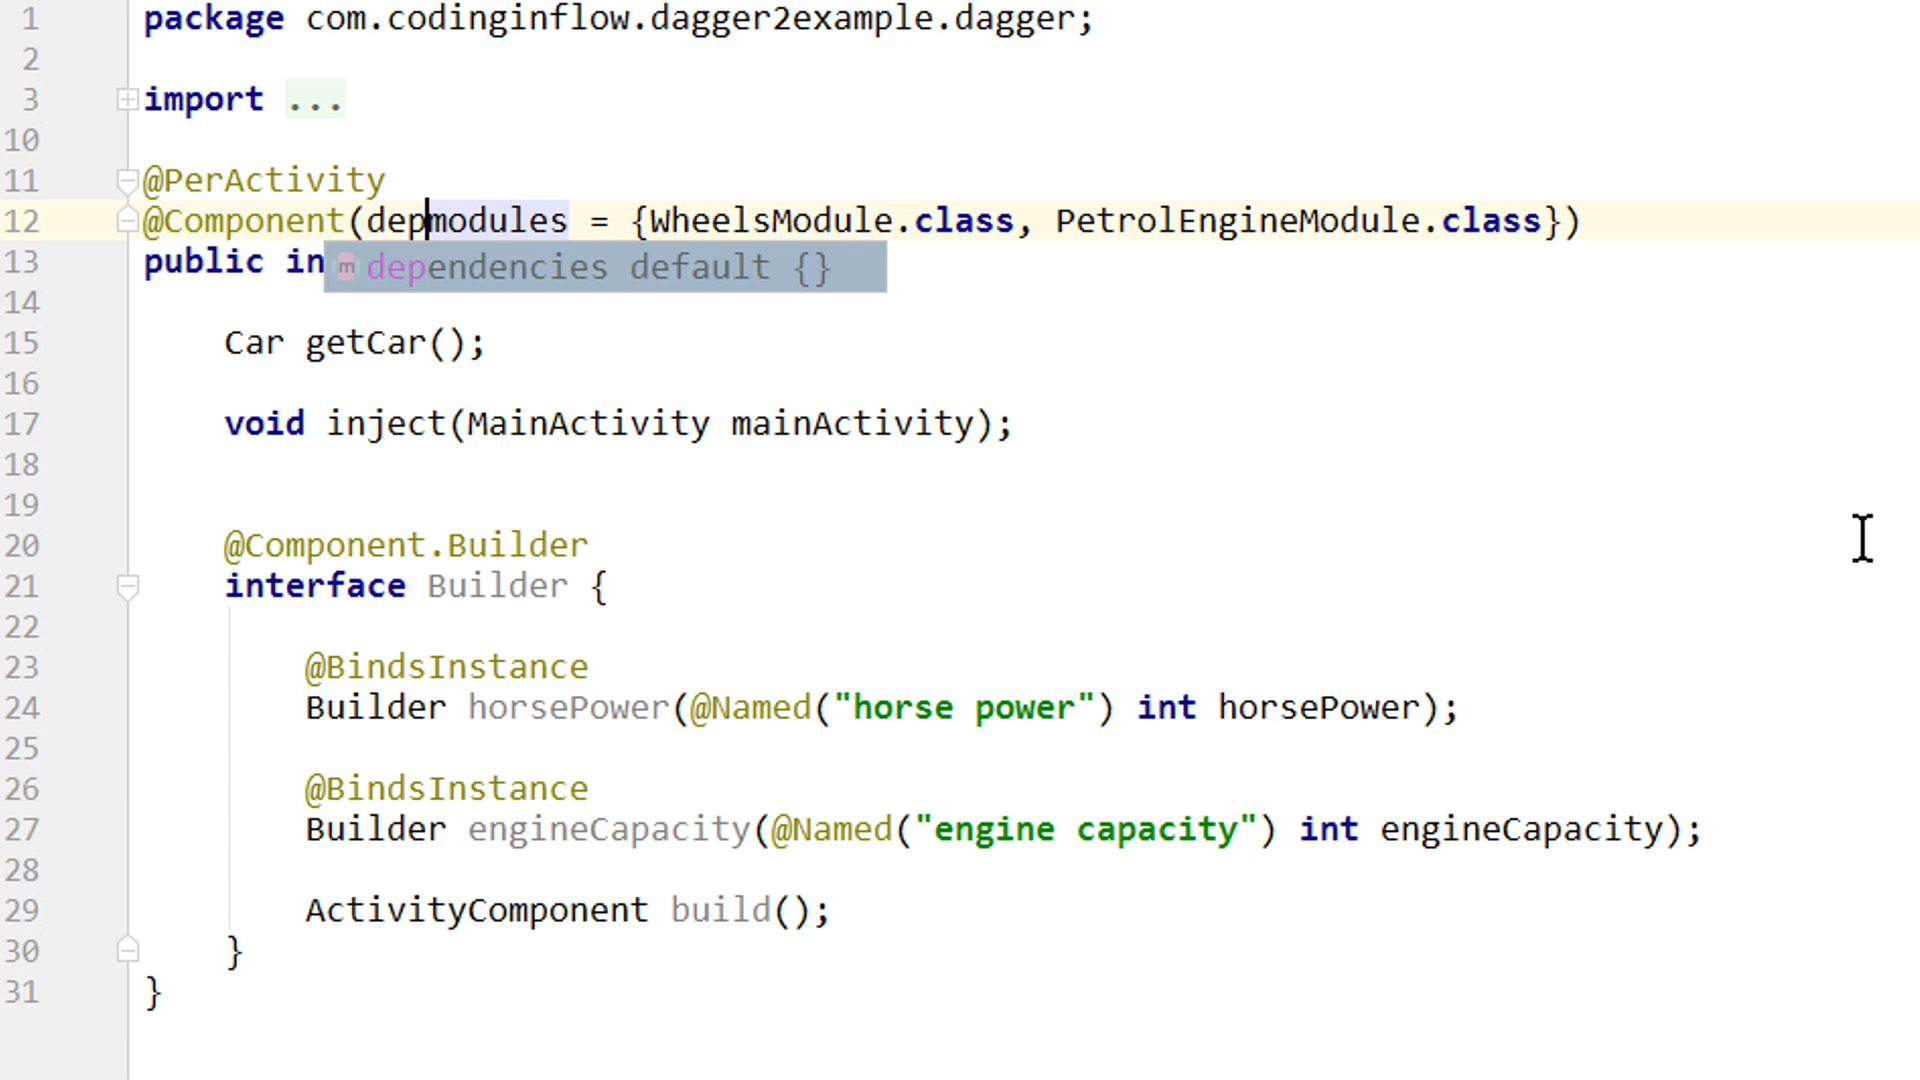 1 package com.codinginflow.dagger2example.dagger;
2
3 import ...
10
11 @PerActivity
12 @Component(depmodules = {WheelsModule.class, PetrolEngineModule.class})
13 public in
m dependencies default {}
14
15 Car getCar();
16
17 void inject(MainActivity mainActivity);
18
19
20 @Component.Builder
21 interface Builder {
22
23 @BindsInstance
24 Builder horsePower(@Named("horse power") int horsePower);
25
26 @BindsInstance
27 Builder engineCapacity(@Named("engine capacity") int engineCapacity);
28
29 ActivityComponent build();
30 }
31 }